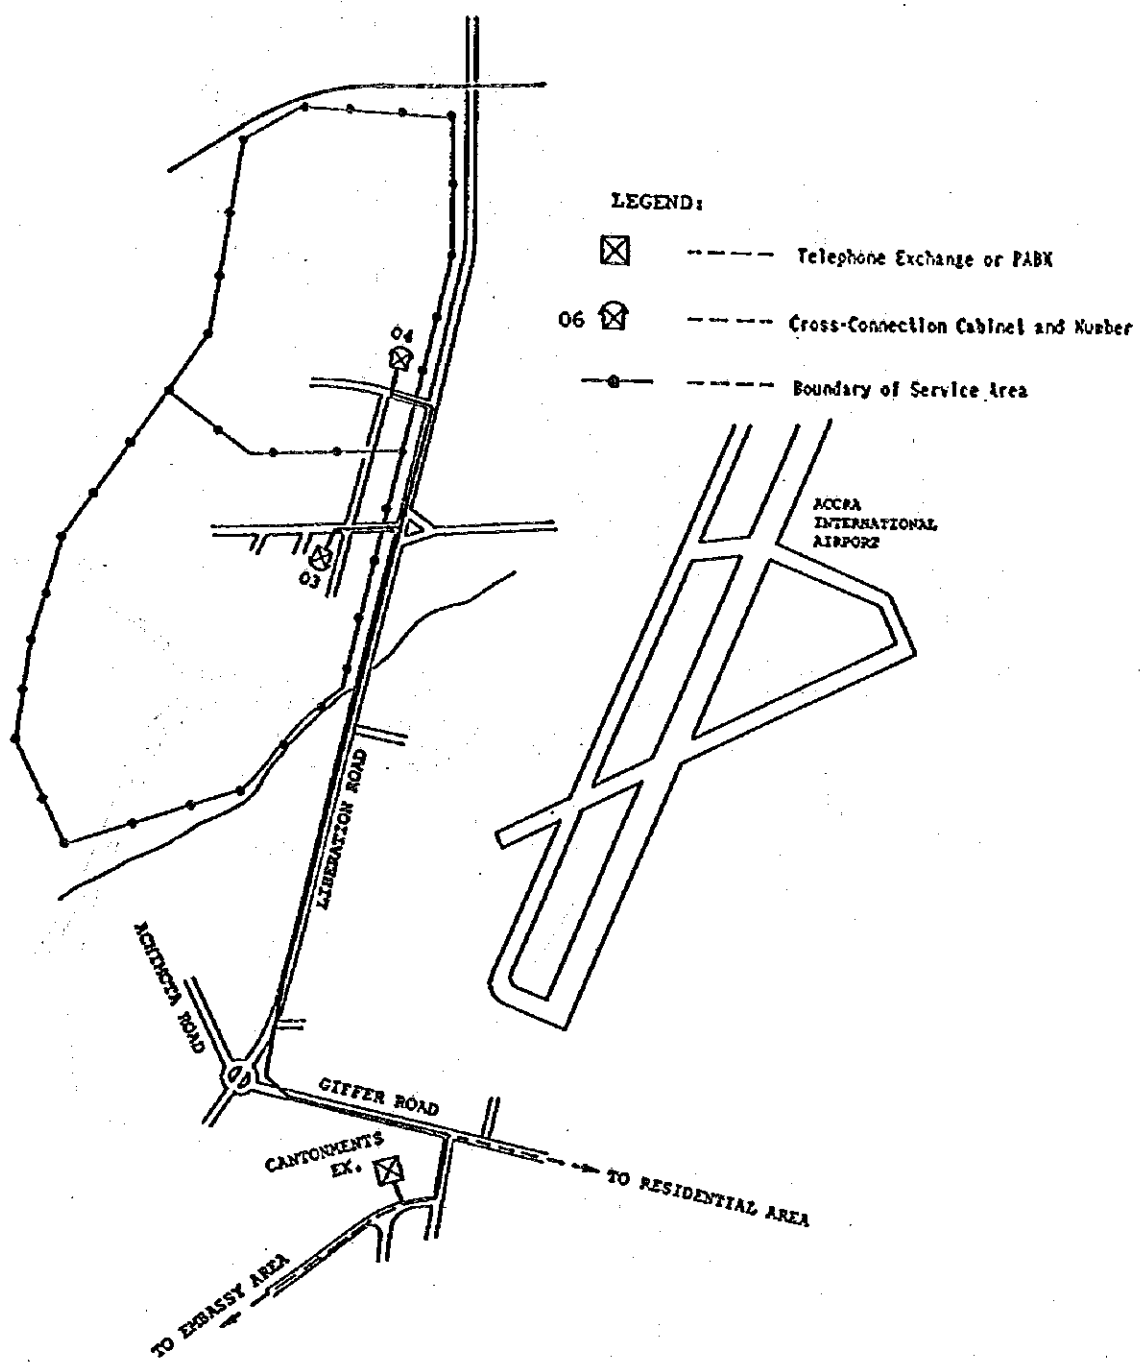 LEGEND:
Telephone Exchange or PABX
06
Cross-Connection Cabinet and Number
Boundary of Service Area
04
03
ACCRA
INTERNATIONAL
AIRPORT
LIBERATION ROAD
ACHIMOTA ROAD
GIFFER ROAD
CANTONMENTS
EX.
TO RESIDENTIAL AREA
TO EMBASSY AREA